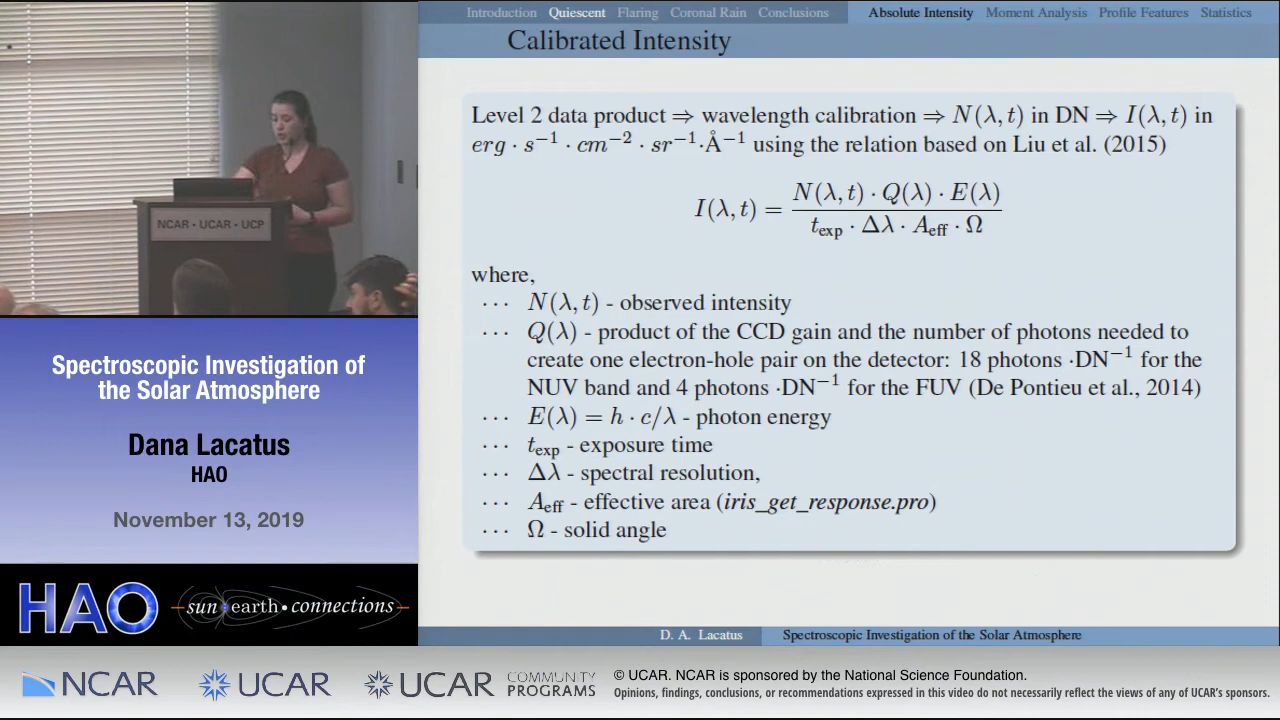 Introduction Quiescent Flaring Coronal Rain Conclusions Absolute Intensity Moment Analysis Profile Features Statistics
Calibrated Intensity
Level 2 data product ⇒ wavelength calibration ⇒ N(λ, t) in DN ⇒ I(λ, t) in
erg · s⁻¹ · cm⁻² · sr⁻¹·Å⁻¹ using the relation based on Liu et al. (2015)
I(λ, t) = N(λ, t) · Q(λ) · E(λ) / t_exp · Δλ · A_eff · Ω
where,
··· N(λ, t) - observed intensity
··· Q(λ) - product of the CCD gain and the number of photons needed to
create one electron-hole pair on the detector: 18 photons ·DN⁻¹ for the
NUV band and 4 photons ·DN⁻¹ for the FUV (De Pontieu et al., 2014)
··· E(λ) = h · c/λ - photon energy
··· t_exp - exposure time
··· Δλ - spectral resolution,
··· A_eff - effective area (iris_get_response.pro)
··· Ω - solid angle
D. A. Lacatus Spectroscopic Investigation of the Solar Atmosphere
NCAR · UCAR · UCP
Spectroscopic Investigation of
the Solar Atmosphere
Dana Lacatus
HAO
November 13, 2019
HAO sun•earth•connections
NCAR UCAR UCAR COMMUNITY PROGRAMS
© UCAR. NCAR is sponsored by the National Science Foundation.
Opinions, findings, conclusions, or recommendations expressed in this video do not necessarily reflect the views of any of UCAR's sponsors.